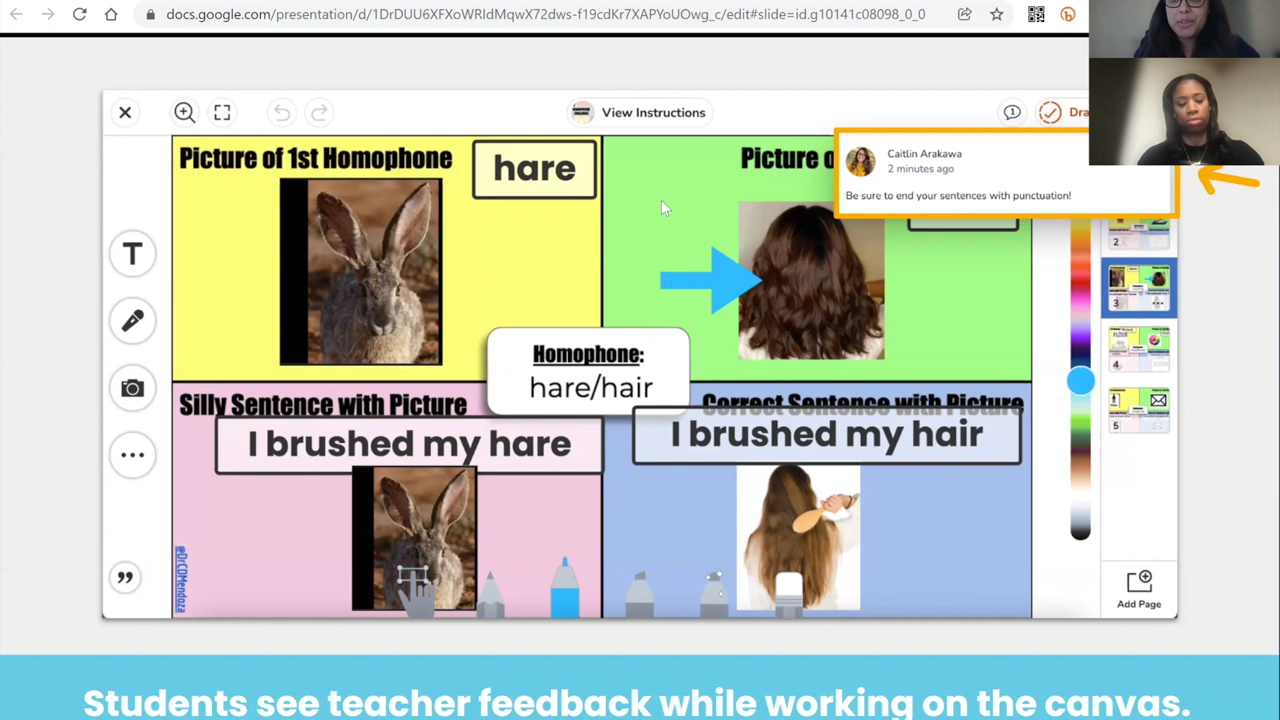 docs.google.com/presentation/d/1DrDUU6XFXoWRtdMqwX72dws-f19cdKr7XAPYoUOwg_c/edit#slide=id.g10141c08098_0_0
View Instructions
1
Picture of 1st Homophone
hare
Picture
Caitlin Arakawa
2 minutes ago
Be sure to end your sentences with punctuation!
T
Homophone:
hare/hair
Silly Sentence with Picture
I brushed my hare
Correct Sentence with Picture
I brushed my hair
@DrCDMendoza
2
3
4
5
Add Page
Students see teacher feedback while working on the canvas.